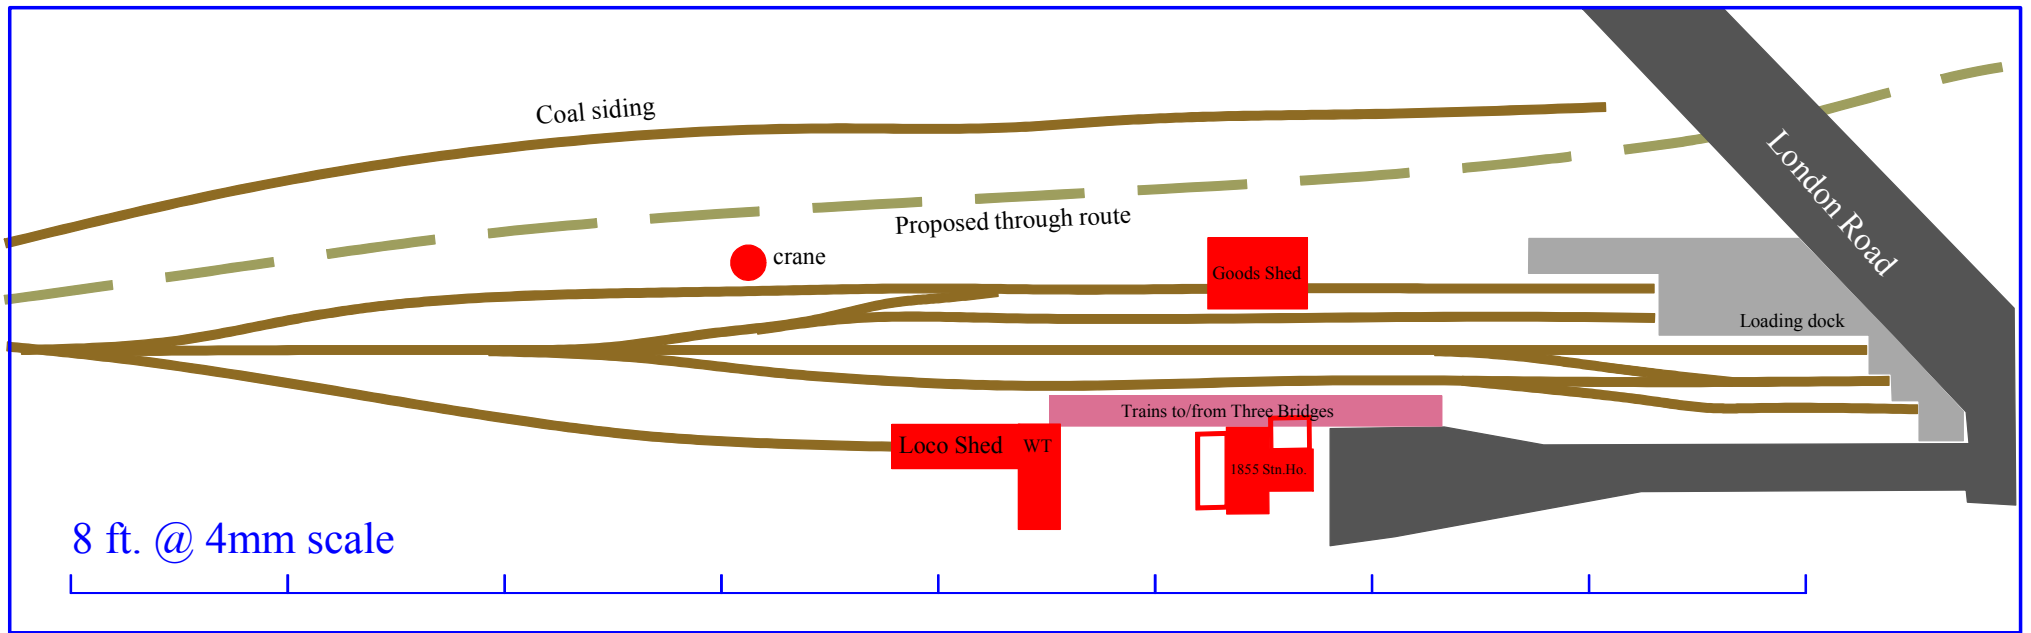 Coal siding
London Road
Proposed through route
crane
Goods Shed
Loading dock
Trains to/from Three Bridges
Loco Shed
WT
1855 Stn.Ho.
8 ft. @ 4mm scale